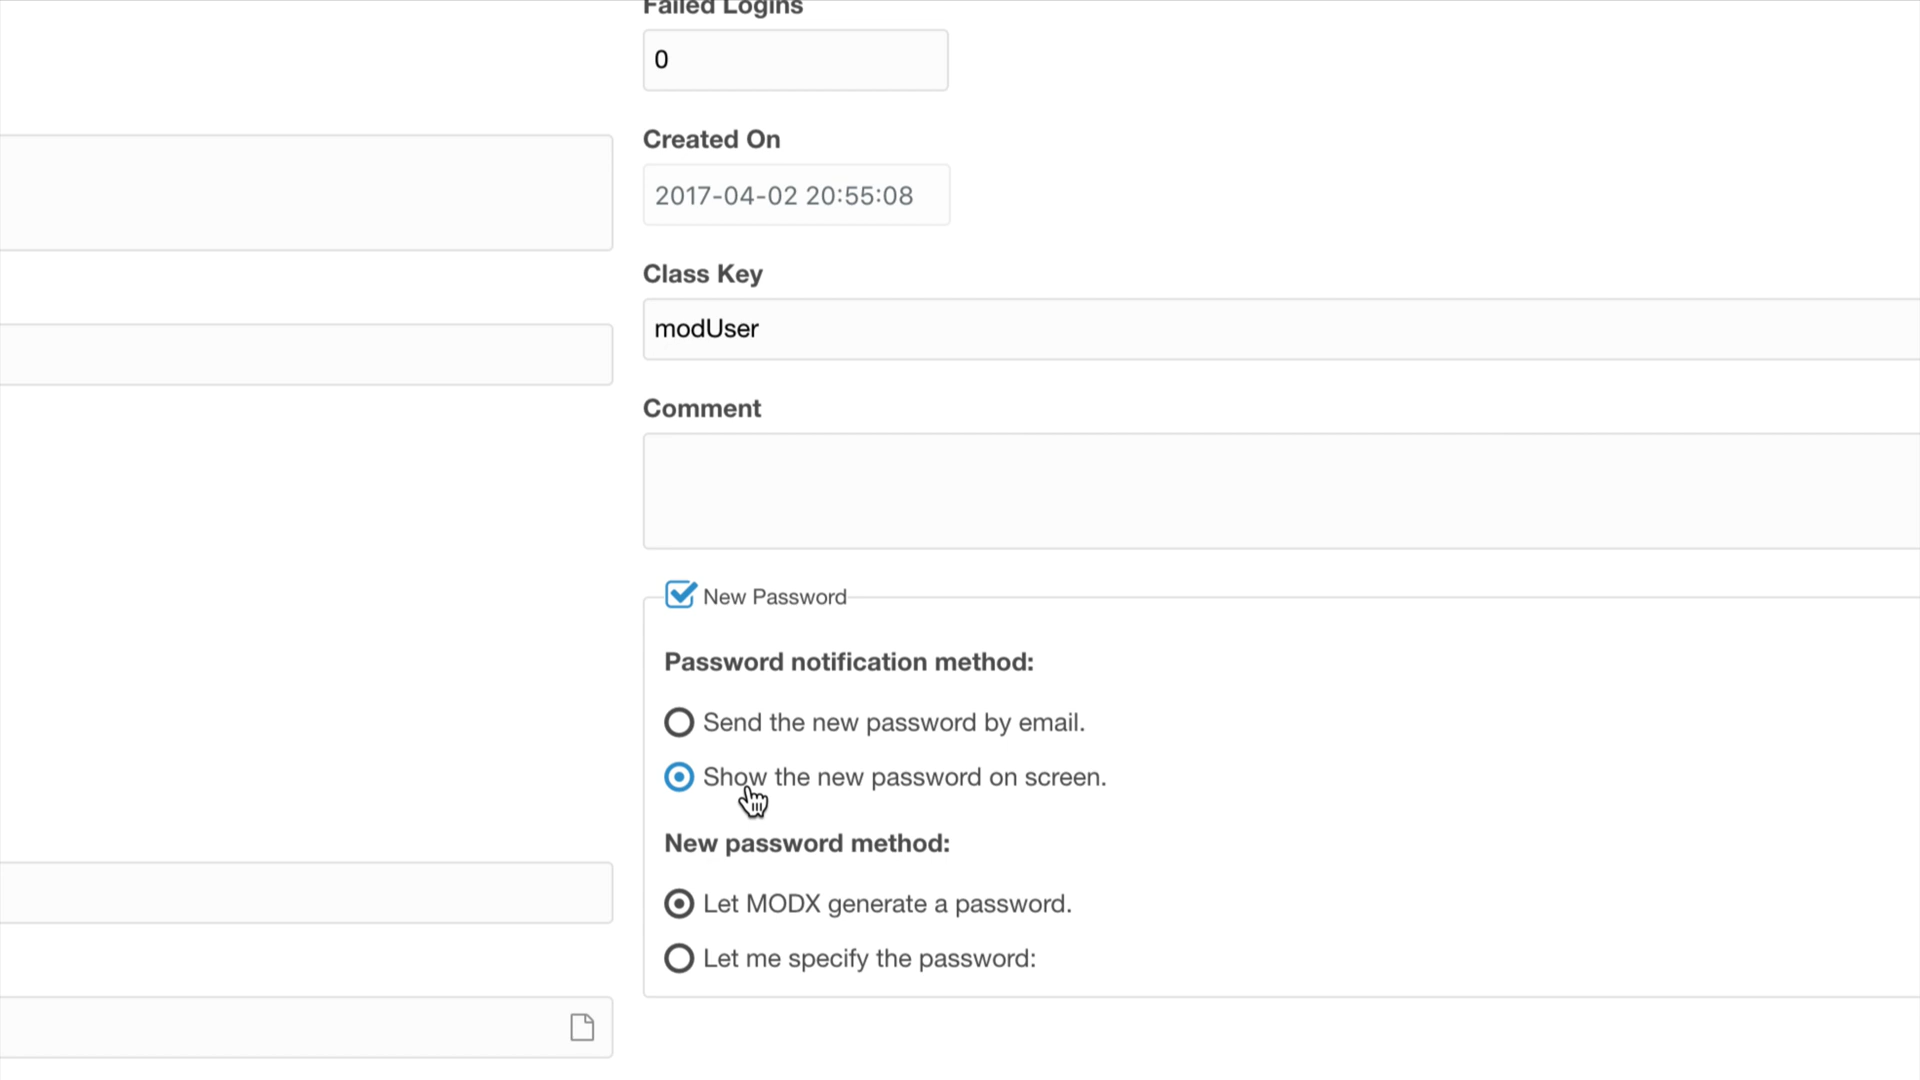 Failed Logins
0
Created On
2017-04-02 20:55:08
Class Key
modUser
Comment
New Password
Password notification method:
Send the new password by email.
Show the new password on screen.
New password method:
Let MODX generate a password.
Let me specify the password: